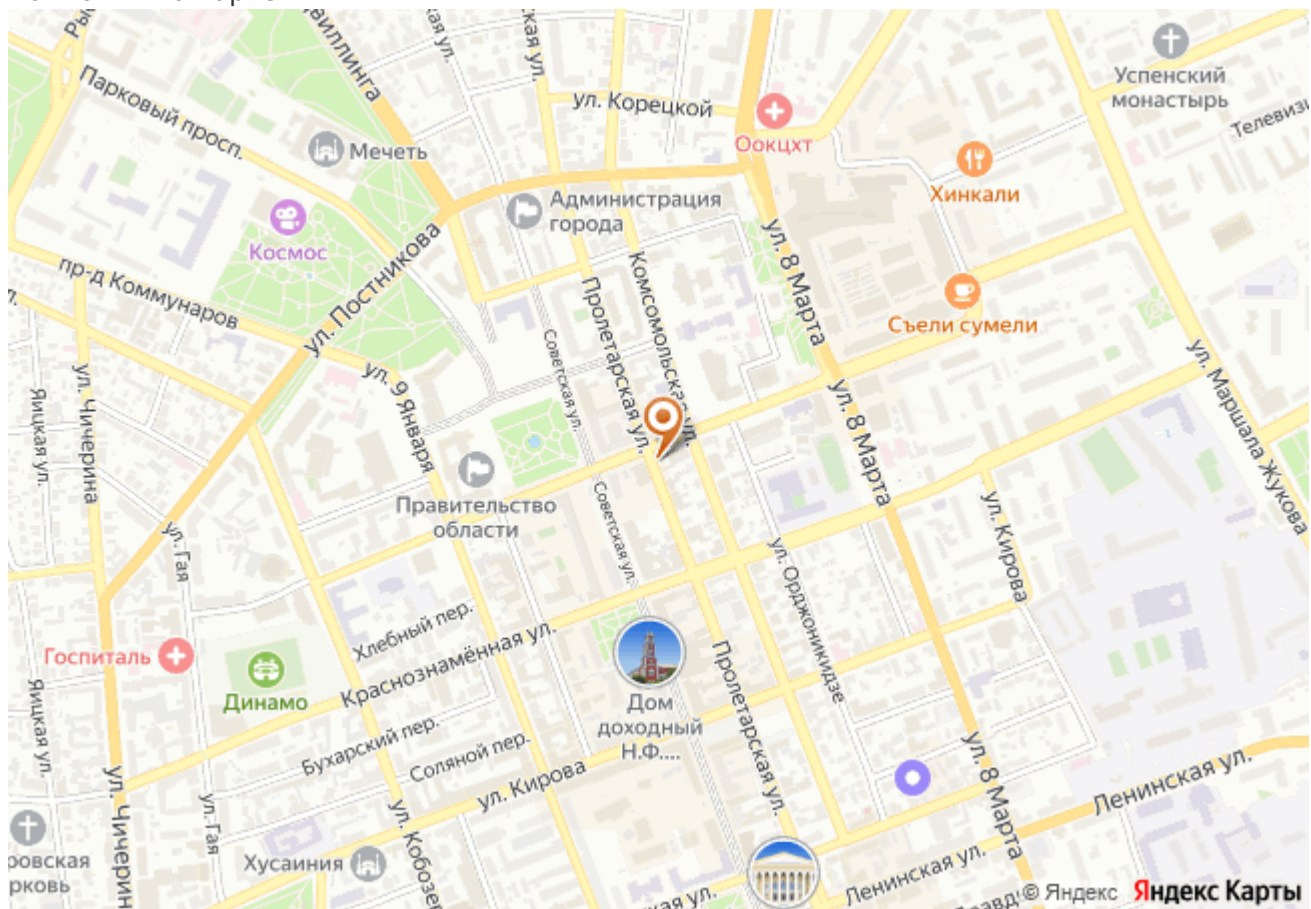 ул. Корецкой
Парковый просп.
Мечеть
Оокцхт
Успенский
монастырь
Хинкали
Администрация
города
Космос
ул. Постникова
пр-д Коммунаров
ул. 8 Марта
Комсомольская ул.
Пролетарская ул.
Советская ул.
Съели сумели
ул. Маршала Жукова
ул. 9 Января
ул. Чичерина
Яицкая ул.
ул. 8 Марта
Правительство
области
Советская ул.
ул. Гая
ул. Кирова
ул. Орджоникидзе
Хлебный пер.
Краснознамённая ул.
Госпиталь
Динамо
Дом
доходный
Н.Ф....
Пролетарская ул.
Яицкая ул.
Бухарский пер.
Соляной пер.
ул. Кирова
ул. 8 Марта
Ленинская ул.
ул. Чичерин
ул. Гая
Хусаиния
ул. Кобозе
Ленинская ул.
© Яндекс Яндекс Карты